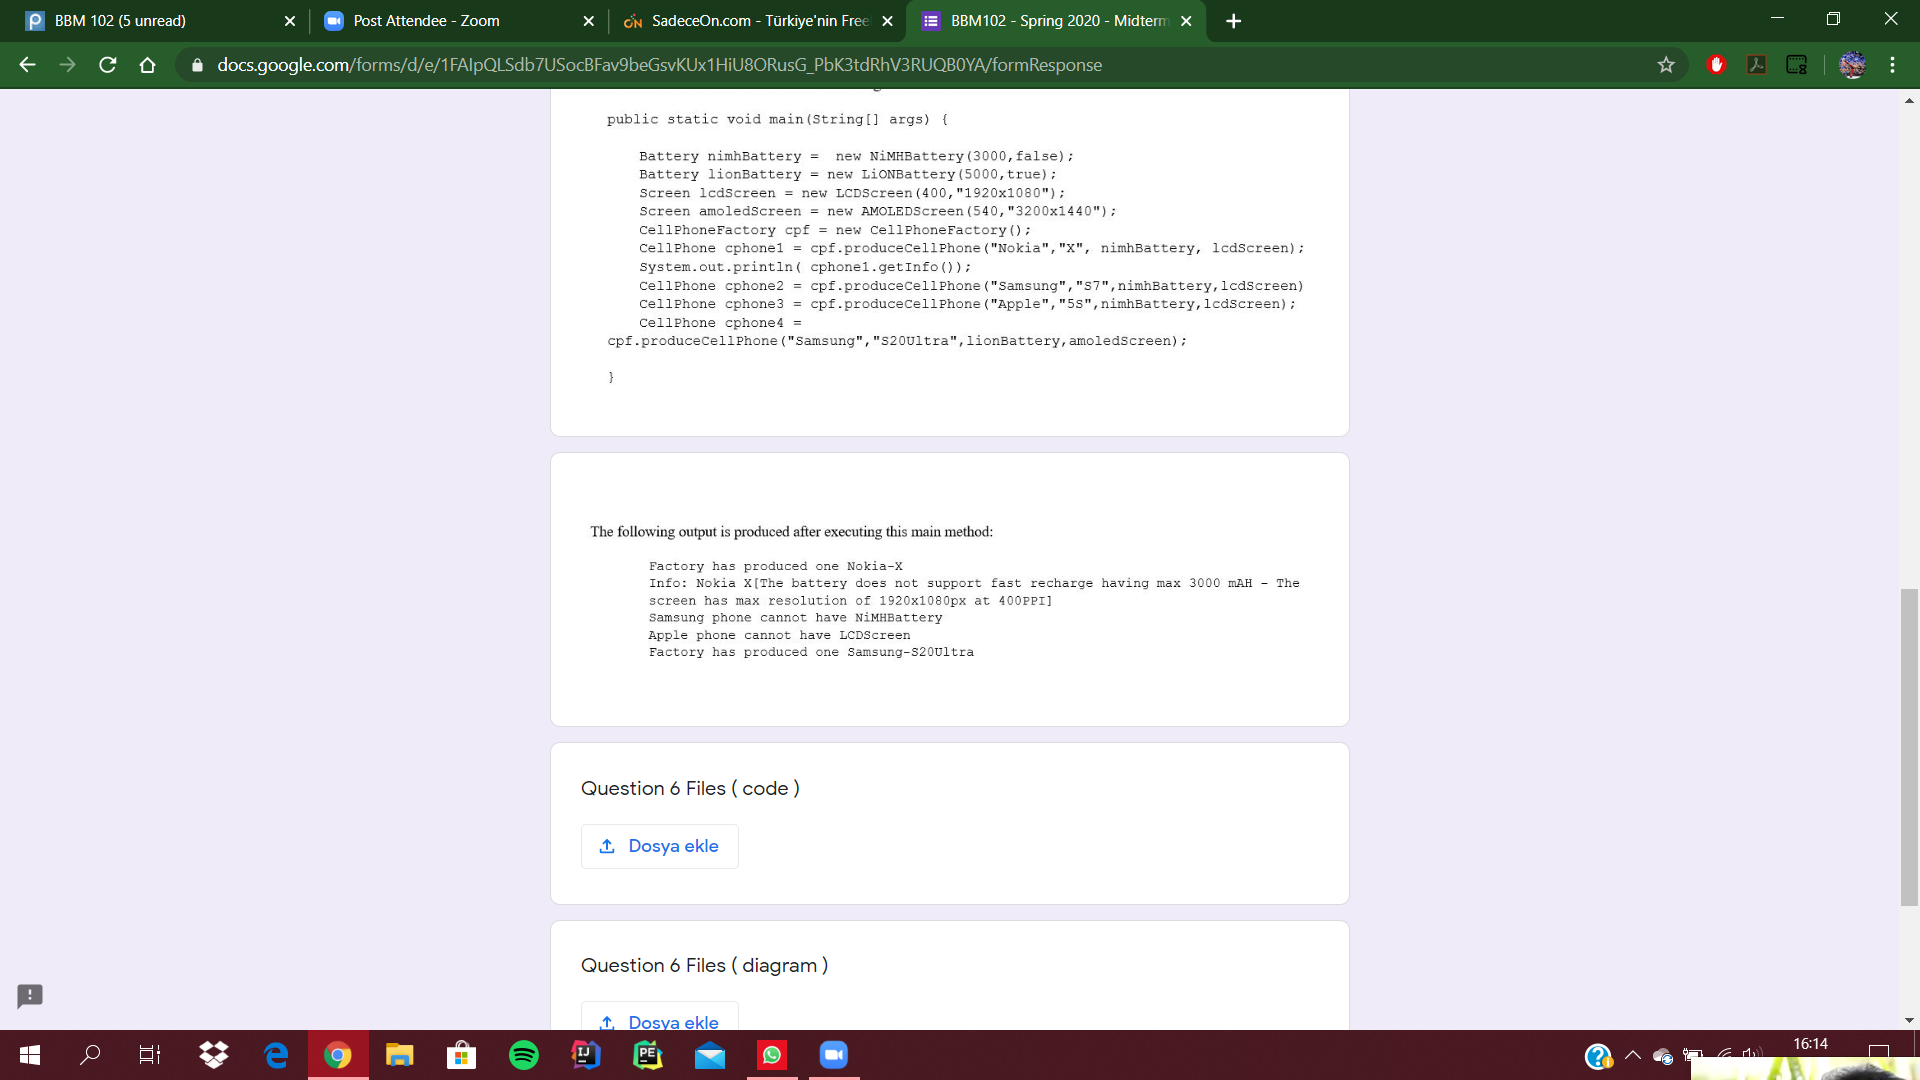 BBM 102 (5 unread)
Post Attendee - Zoom
SadeceOn.com - Türkiye'nin Free
BBM102 - Spring 2020 - Midterm
docs.google.com/forms/d/e/1FAIpQLSdb7USocBFav9beGsvKUx1HiU8ORusG_PbK3tdRhV3RUQB0YA/formResponse
public static void main(String[] args) {
Battery nimhBattery =  new NiMHBattery(3000,false);
Battery lionBattery = new LiONBattery(5000,true);
Screen lcdScreen = new LCDScreen(400,"1920x1080");
Screen amoledScreen = new AMOLEDScreen(540,"3200x1440");
CellPhoneFactory cpf = new CellPhoneFactory();
CellPhone cphone1 = cpf.produceCellPhone("Nokia","X", nimhBattery, lcdScreen);
System.out.println( cphone1.getInfo());
CellPhone cphone2 = cpf.produceCellPhone("Samsung","S7",nimhBattery,lcdScreen)
CellPhone cphone3 = cpf.produceCellPhone("Apple","5S",nimhBattery,lcdScreen);
CellPhone cphone4 =
cpf.produceCellPhone("Samsung","S20Ultra",lionBattery,amoledScreen);
}
The following output is produced after executing this main method:
Factory has produced one Nokia-X
Info: Nokia X[The battery does not support fast recharge having max 3000 mAH - The
screen has max resolution of 1920x1080px at 400PPI]
Samsung phone cannot have NiMHBattery
Apple phone cannot have LCDScreen
Factory has produced one Samsung-S20Ultra
Question 6 Files ( code )
Dosya ekle
Question 6 Files ( diagram )
Dosya ekle
16:14